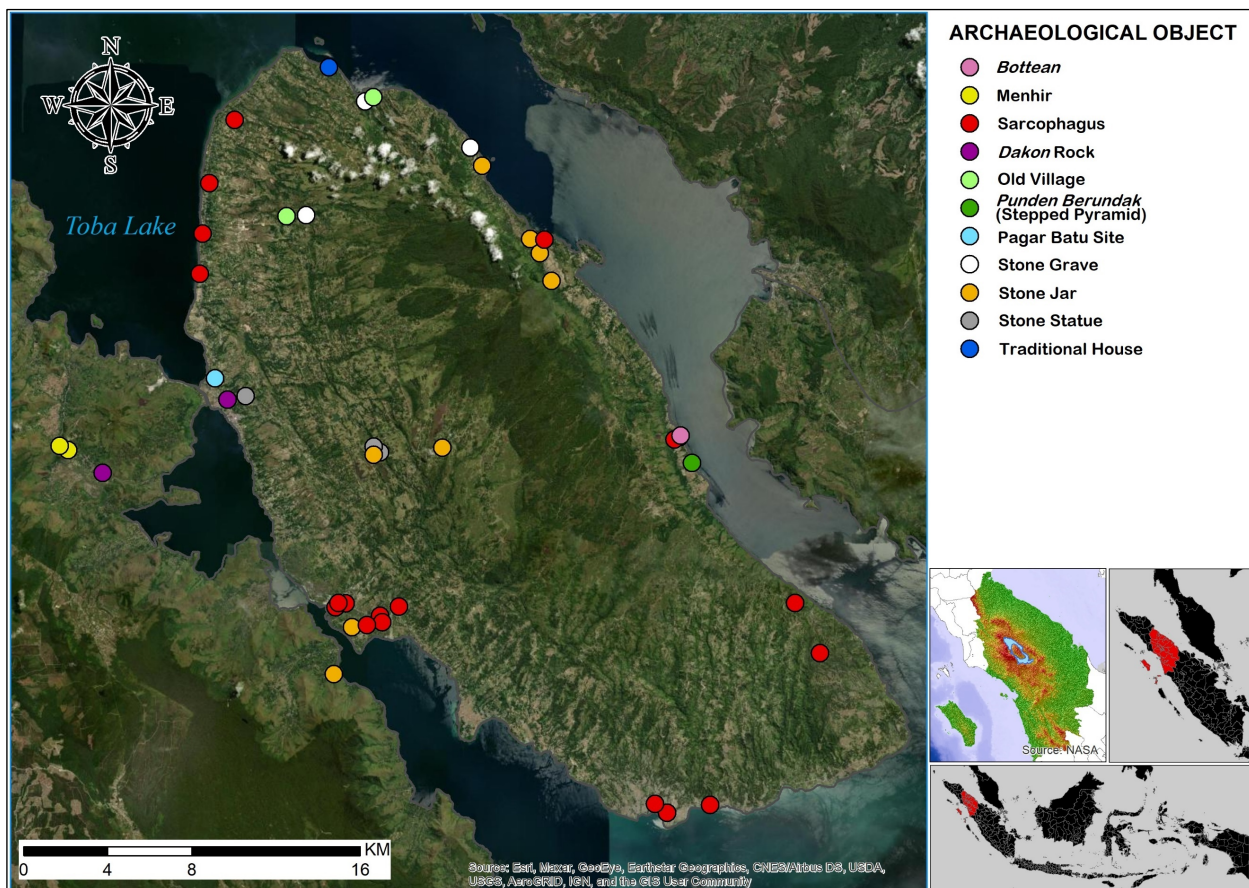 N
W
E
S
Toba Lake
KM
0 4 8 16
Source: Esri, Maxar, GeoEye, Earthstar Geographics, CNES/Airbus DS, USDA,
USGS, AeroGRID, IGN, and the GIS User Community
ARCHAEOLOGICAL OBJECT
Bottean
Menhir
Sarcophagus
Dakon Rock
Old Village
Punden Berundak
(Stepped Pyramid)
Pagar Batu Site
Stone Grave
Stone Jar
Stone Statue
Traditional House
Source: NASA